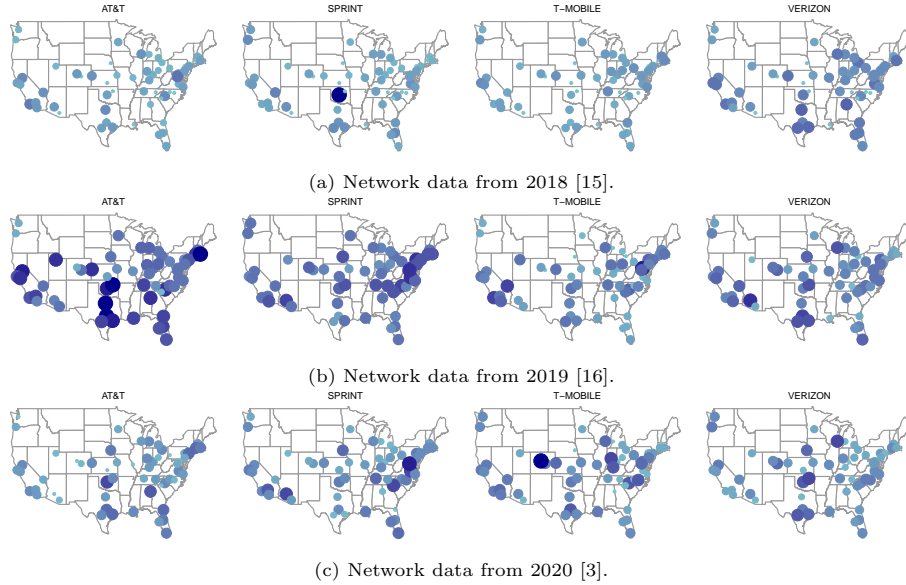 AT&T SPRINT T−MOBILE VERIZON
(a) Network data from 2018 [15].
AT&T SPRINT T−MOBILE VERIZON
(b) Network data from 2019 [16].
AT&T SPRINT T−MOBILE VERIZON
(c) Network data from 2020 [3].